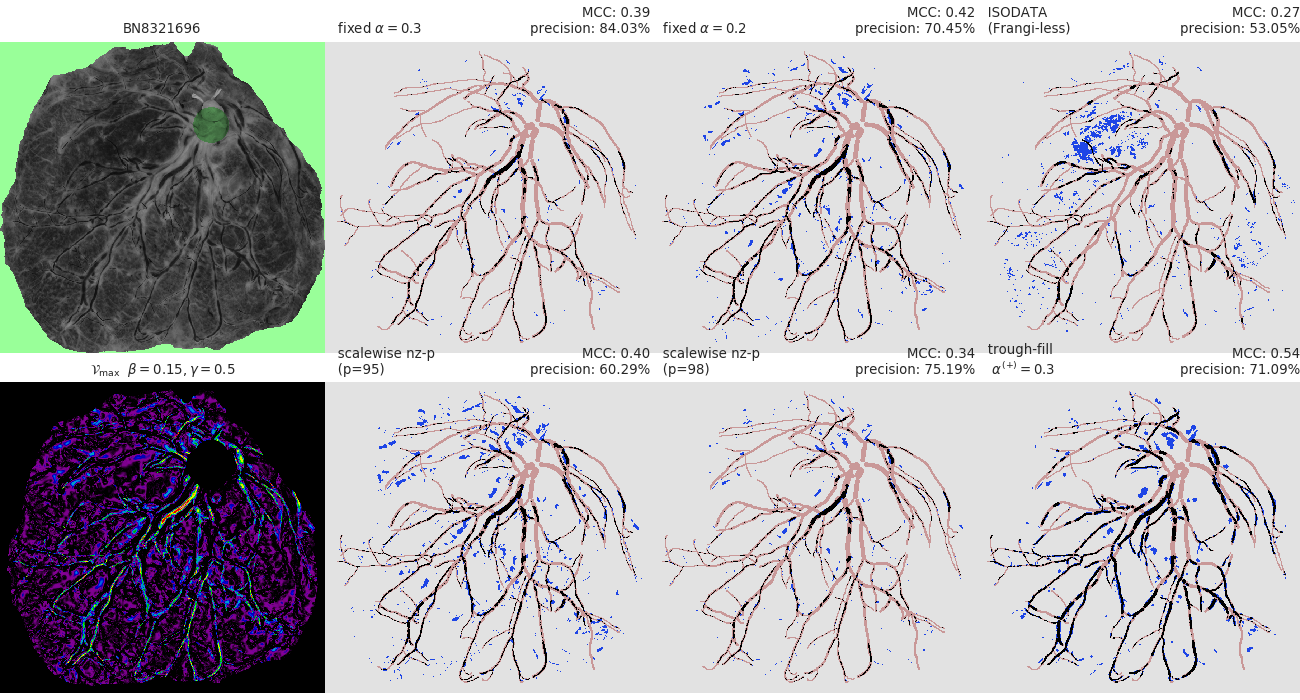 BN8321696
fixed α = 0.3
MCC: 0.39
precision: 84.03%
fixed α = 0.2
MCC: 0.42
precision: 70.45%
ISODATA
(Frangi-less)
MCC: 0.27
precision: 53.05%
𝒱max β = 0.15, γ = 0.5
scalewise nz-p
(p=95)
MCC: 0.40
precision: 60.29%
scalewise nz-p
(p=98)
MCC: 0.34
precision: 75.19%
trough-fill
α(+) = 0.3
MCC: 0.54
precision: 71.09%